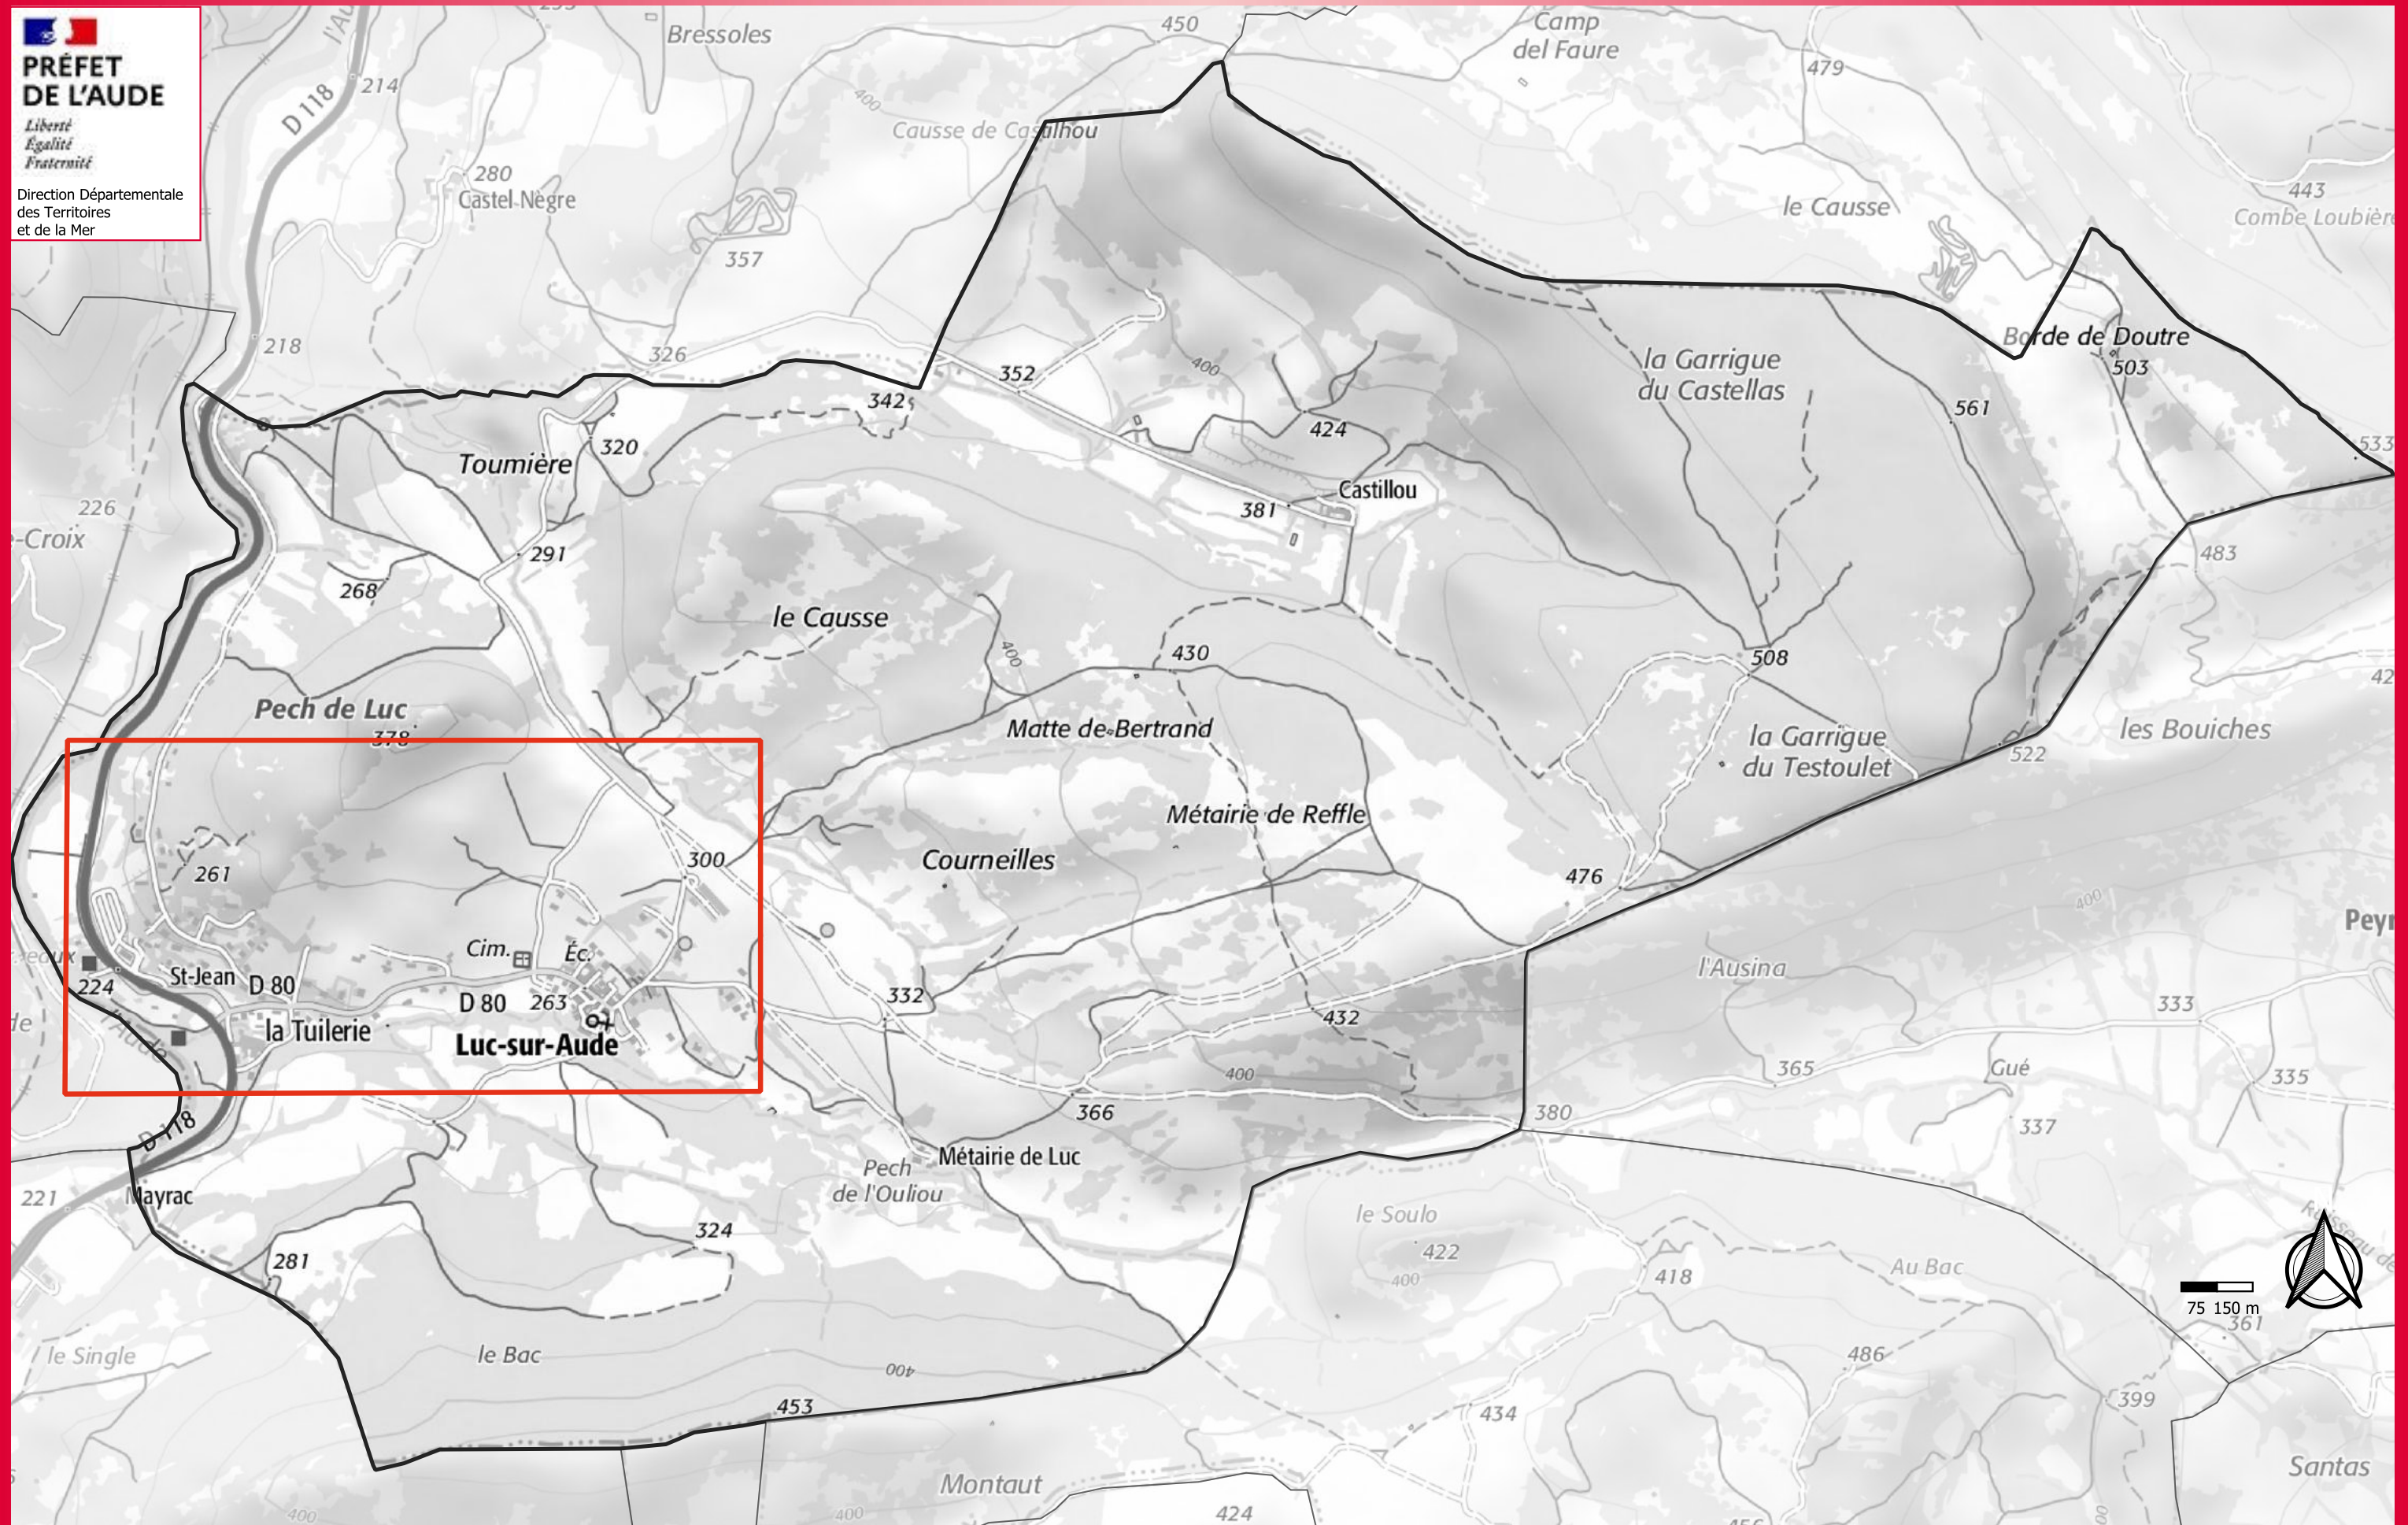 PRÉFET
DE L'AUDE
Liberté
Égalité
Fraternité
Direction Départementale
des Territoires
et de la Mer
Bressoles
450
Camp
del Faure
479
214
D 118
400
Causse de Casilhou
280
Castel Nègre
le Causse
443
Combe Loubière
357
218
326
352
400
342
la Garrigue
du Castellas
Borde de Doutre
503
561
424
533
320
Toumière
Castillou
381
226
-Croix
291
483
268
le Causse
400
430
508
Pech de Luc
378
Matte de Bertrand
la Garrigue
du Testoulet
les Bouiches
522
42
Métairie de Reffle
300
Courneilles
261
476
400
Peyr
Cim.
Éc.
St-Jean
D 80
224
l'Ausina
332
D 80
263
333
la Tuilerie
432
l'Aude
Luc-sur-Aude
400
365
Gué
335
366
380
337
D 118
Métairie de Luc
Pech
de l'Ouliou
221
Mayrac
le Soulo
324
422
281
400
418
Au Bac
75 150 m
361
le Single
le Bac
400
486
453
434
399
Montaut
Santas
400
400
424